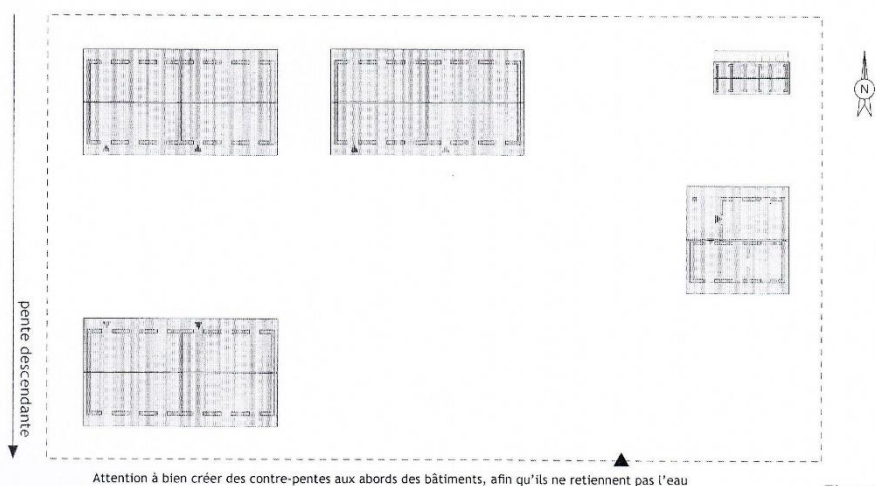 N
pente descendante
Attention à bien créer des contre-pentes aux abords des bâtiments, afin qu'ils ne retiennent pas l'eau